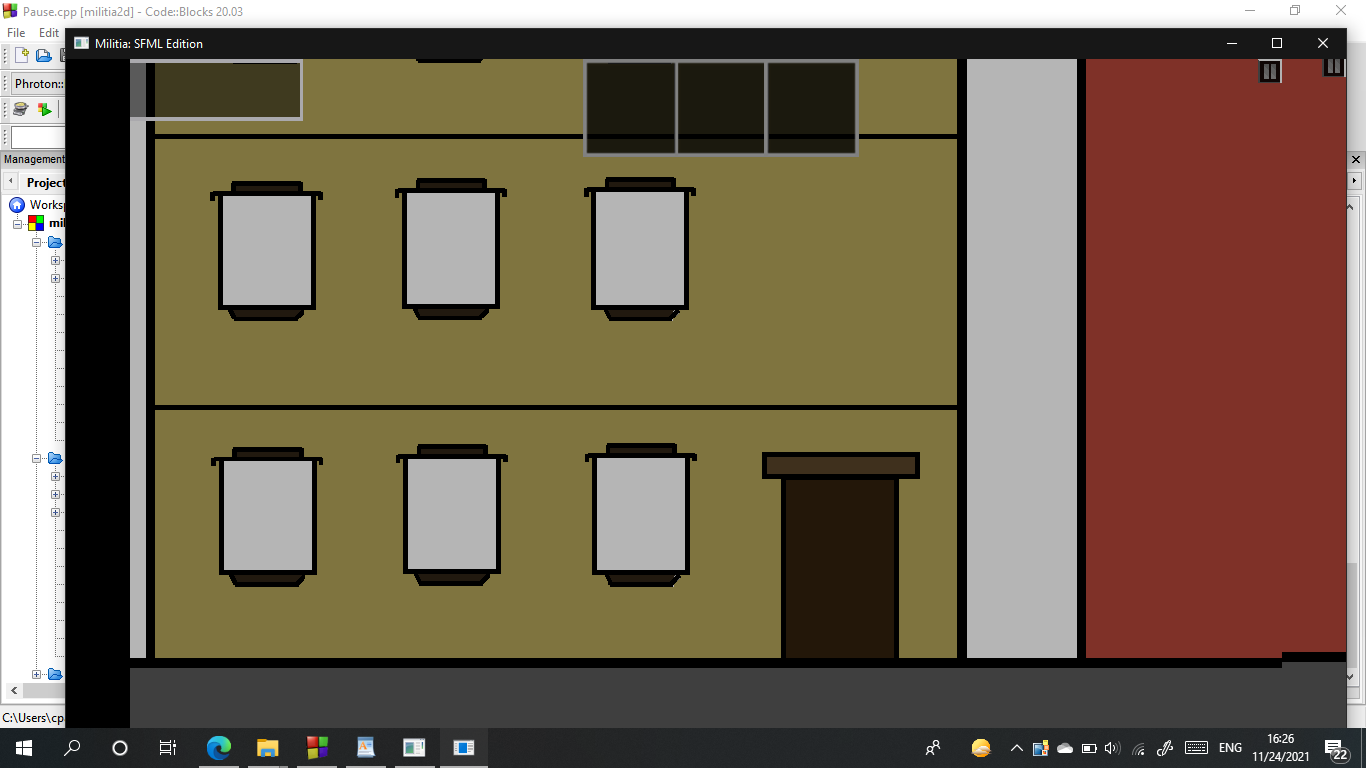 Pause.cpp [militia2d] - Code::Blocks 20.03
File Edit
Militia: SFML Edition
Phroton::
Management
Project
Worksp
mil
C:\Users\cp
ENG
16:26
11/24/2021
22